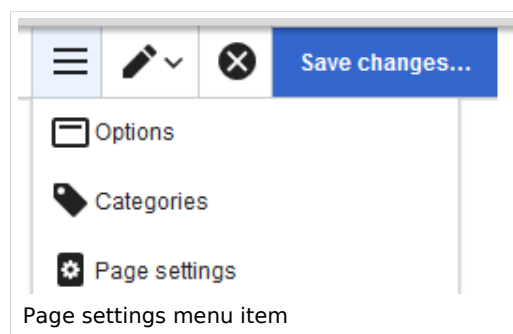 Save changes...
Options
Categories
Page settings
Page settings menu item